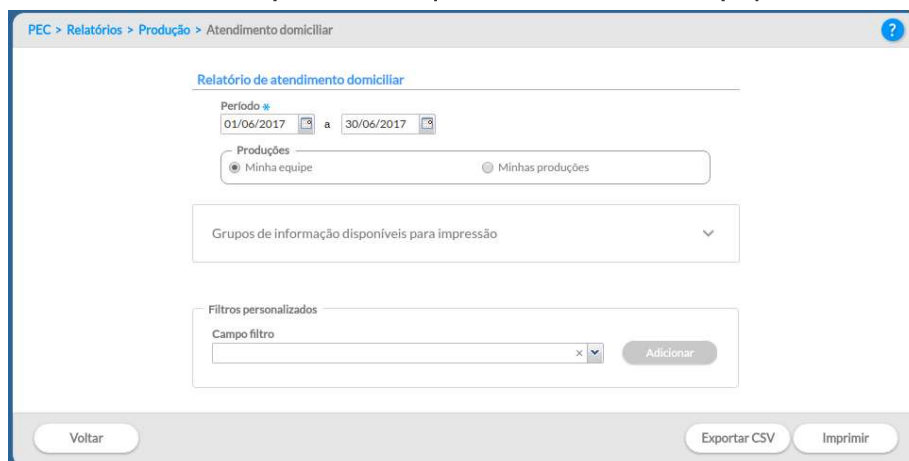 PEC > Relatórios > Produção > Atendimento domiciliar
?
Relatório de atendimento domiciliar
Período *
01/06/2017 a 30/06/2017
Produções
Minha equipe Minhas produções
Grupos de informação disponíveis para impressão
Filtros personalizados
Campo filtro
× Adicionar
Voltar Exportar CSV Imprimir